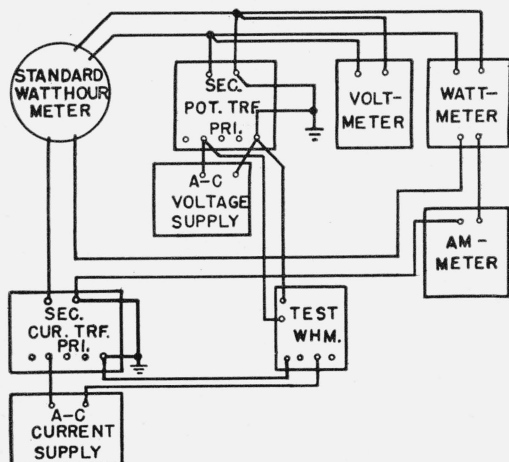 STANDARD
WATTHOUR
METER
SEC.
POT. TRF.
PRI.
VOLT-
METER
WATT-
METER
A-C
VOLTAGE
SUPPLY
AM-
METER
SEC.
CUR. TRF.
PRI.
TEST
WHM.
A-C
CURRENT
SUPPLY